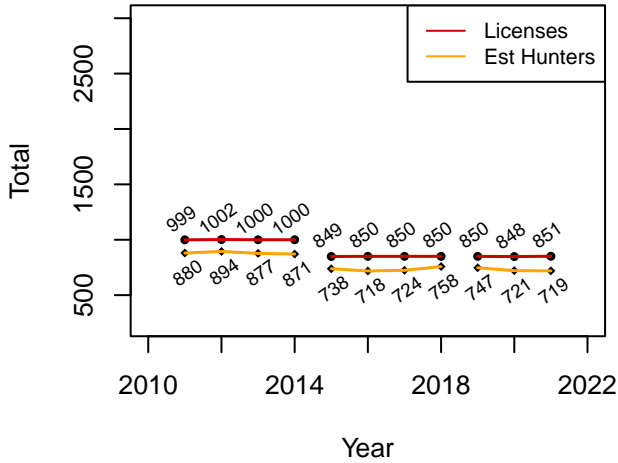 Licenses
Est Hunters
2500
1500
500
Total
999 1002 1000 1000 849 850 850 850 850 848 851
880 894 877 871 738 718 724 758 747 721 719
2010 2014 2018 2022
Year